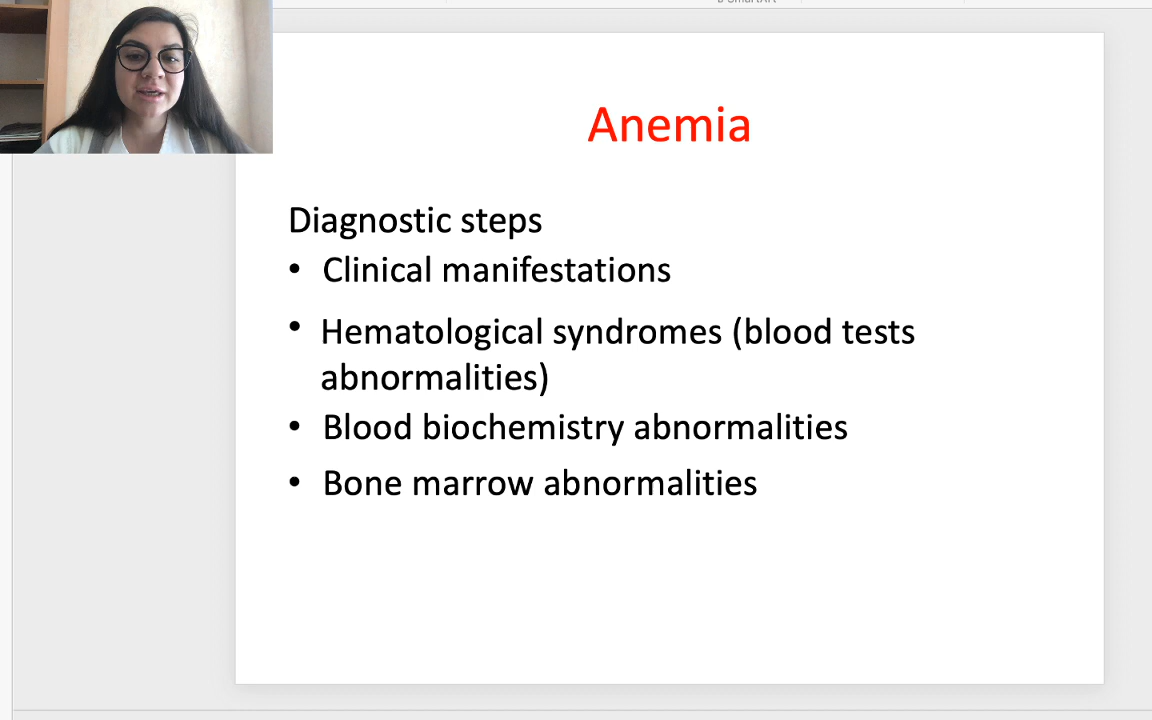 Anemia
Diagnostic steps
• Clinical manifestations
• Hematological syndromes (blood tests
abnormalities)
• Blood biochemistry abnormalities
• Bone marrow abnormalities